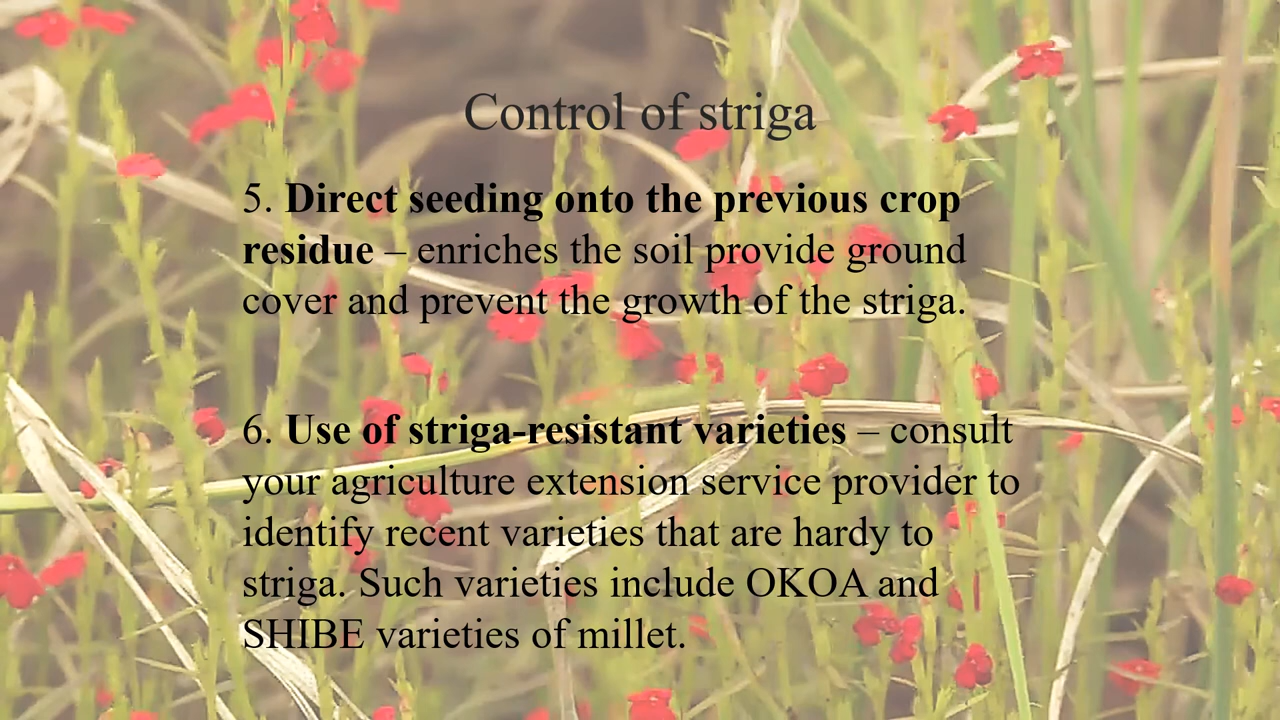 Control of striga
5. Direct seeding onto the previous crop
residue – enriches the soil provide ground
cover and prevent the growth of the striga.
6. Use of striga-resistant varieties – consult
your agriculture extension service provider to
identify recent varieties that are hardy to
striga. Such varieties include OKOA and
SHIBE varieties of millet.